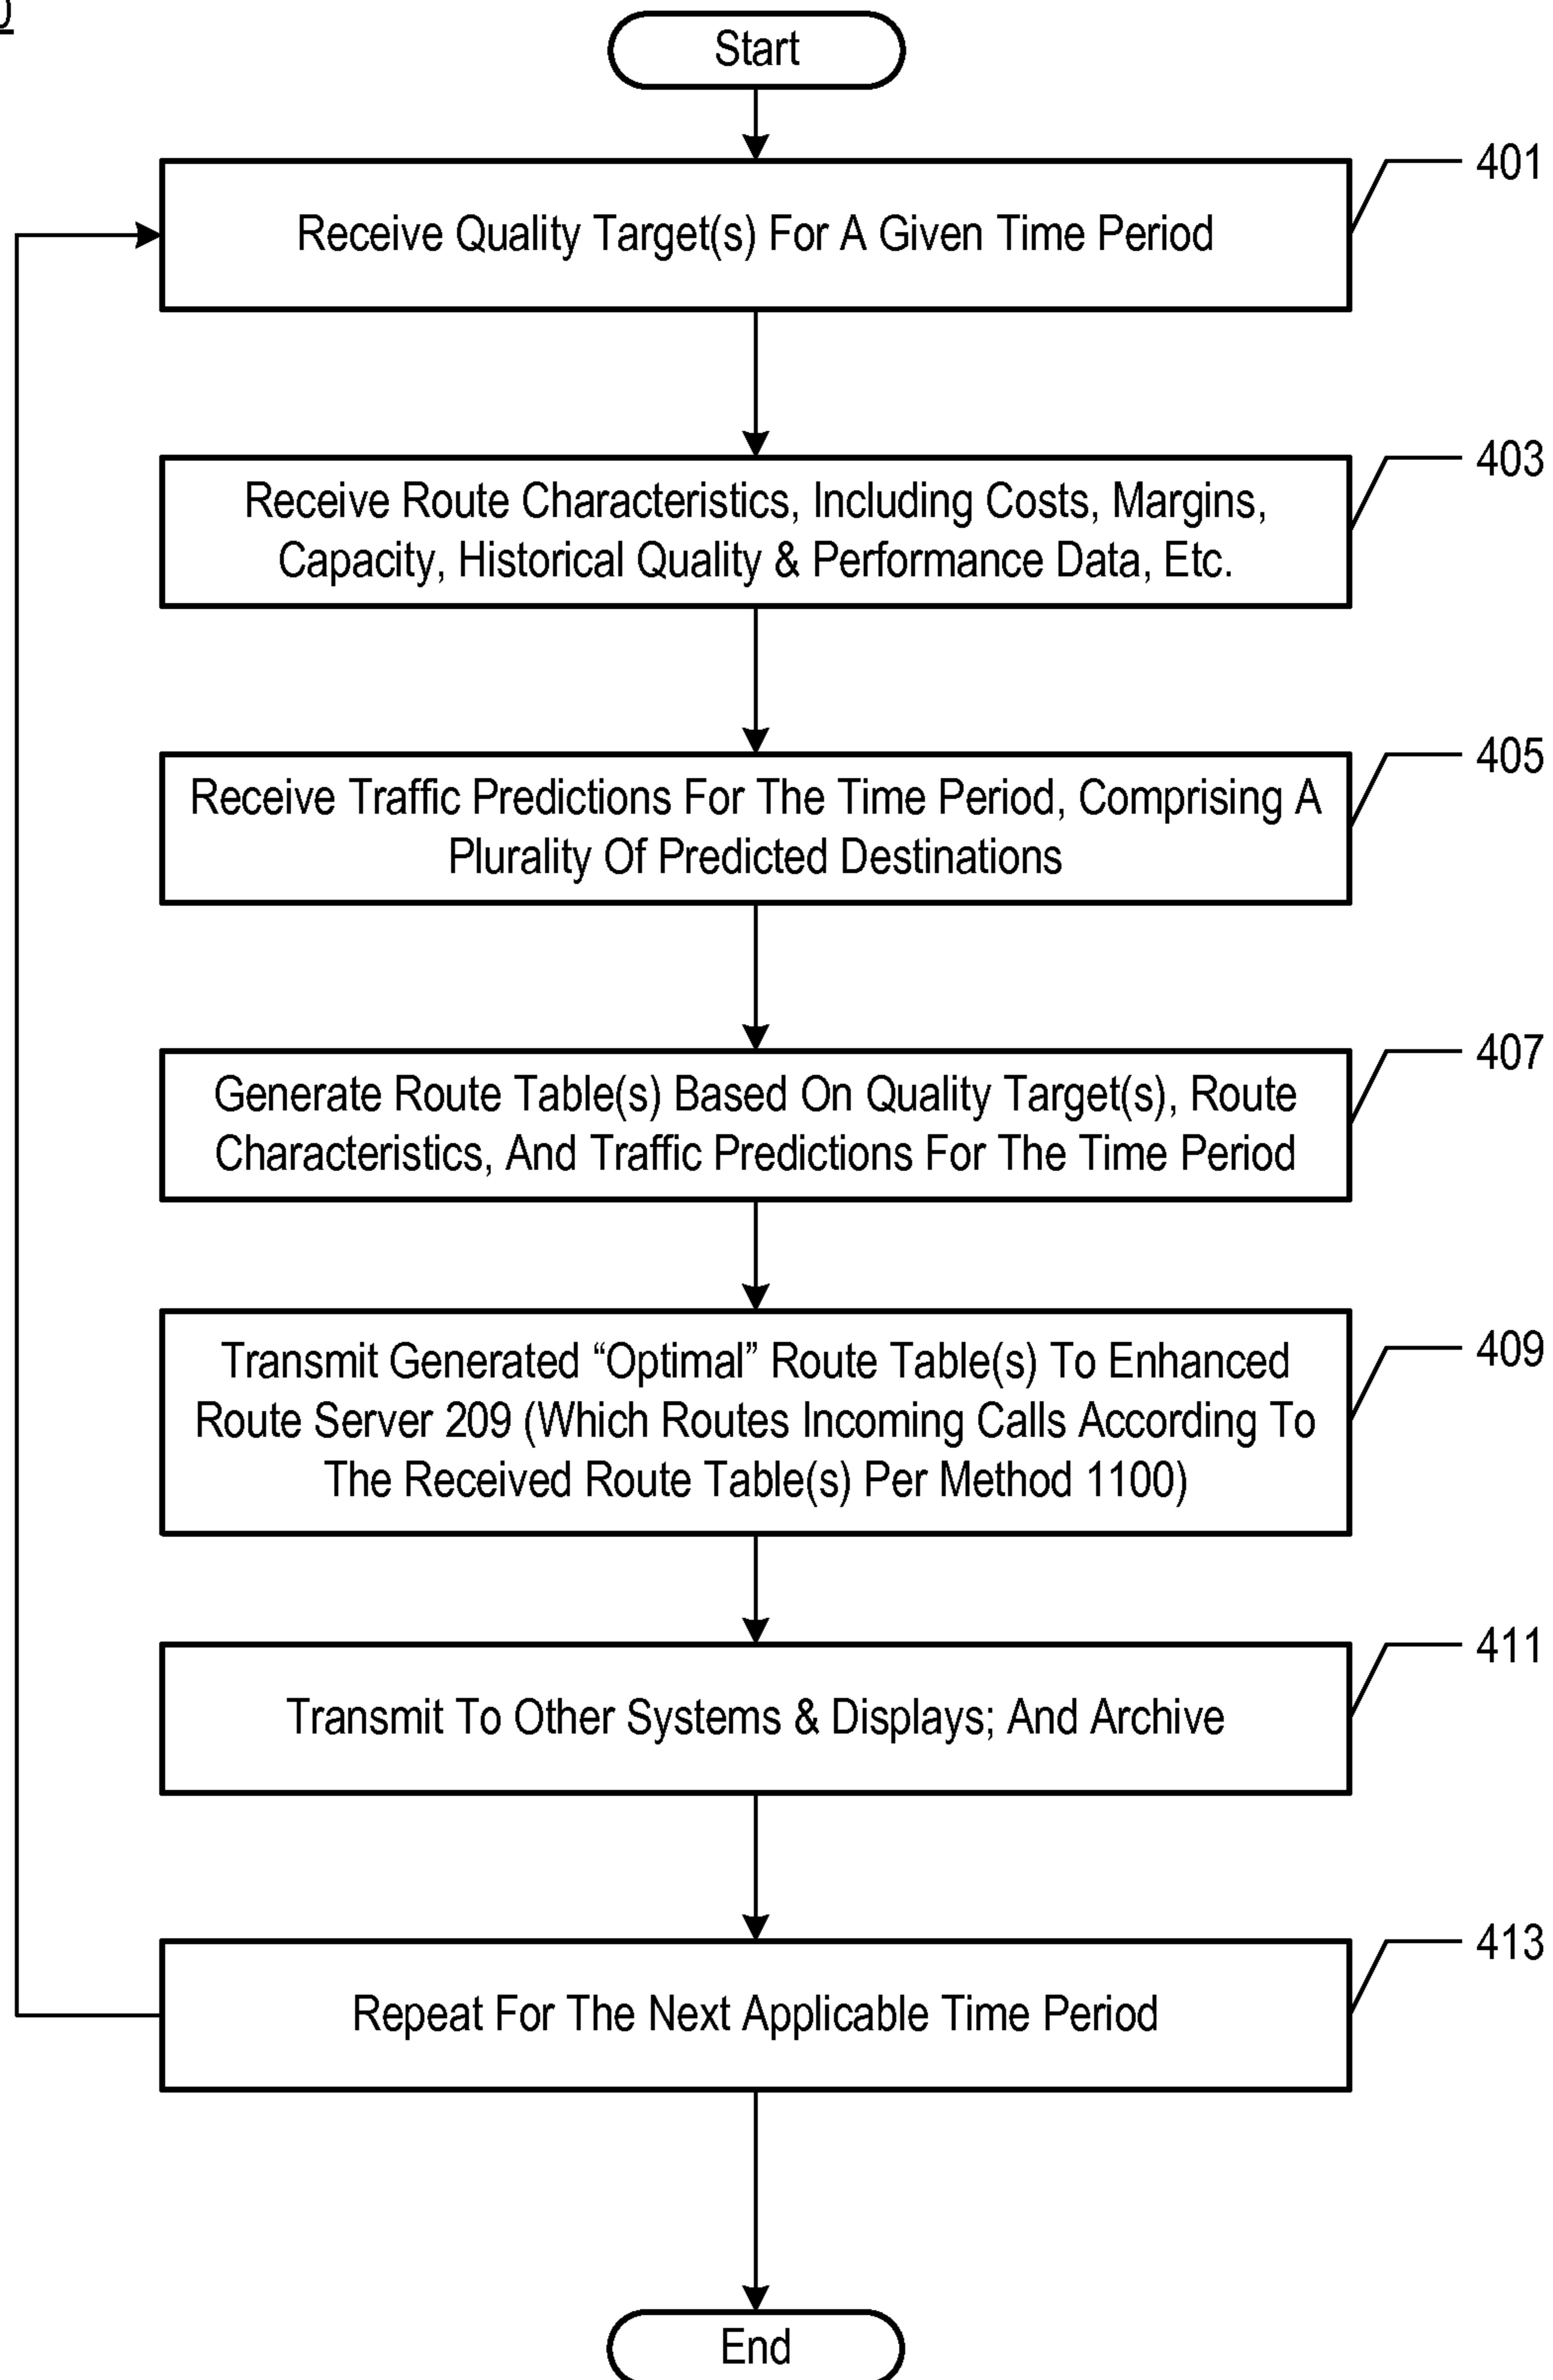 Start
401
Receive Quality Target(s) For A Given Time Period
403
Receive Route Characteristics, Including Costs, Margins,
Capacity, Historical Quality & Performance Data, Etc.
405
Receive Traffic Predictions For The Time Period, Comprising A
Plurality Of Predicted Destinations
407
Generate Route Table(s) Based On Quality Target(s), Route
Characteristics, And Traffic Predictions For The Time Period
409
Transmit Generated “Optimal” Route Table(s) To Enhanced
Route Server 209 (Which Routes Incoming Calls According To
The Received Route Table(s) Per Method 1100)
411
Transmit To Other Systems & Displays; And Archive
413
Repeat For The Next Applicable Time Period
End